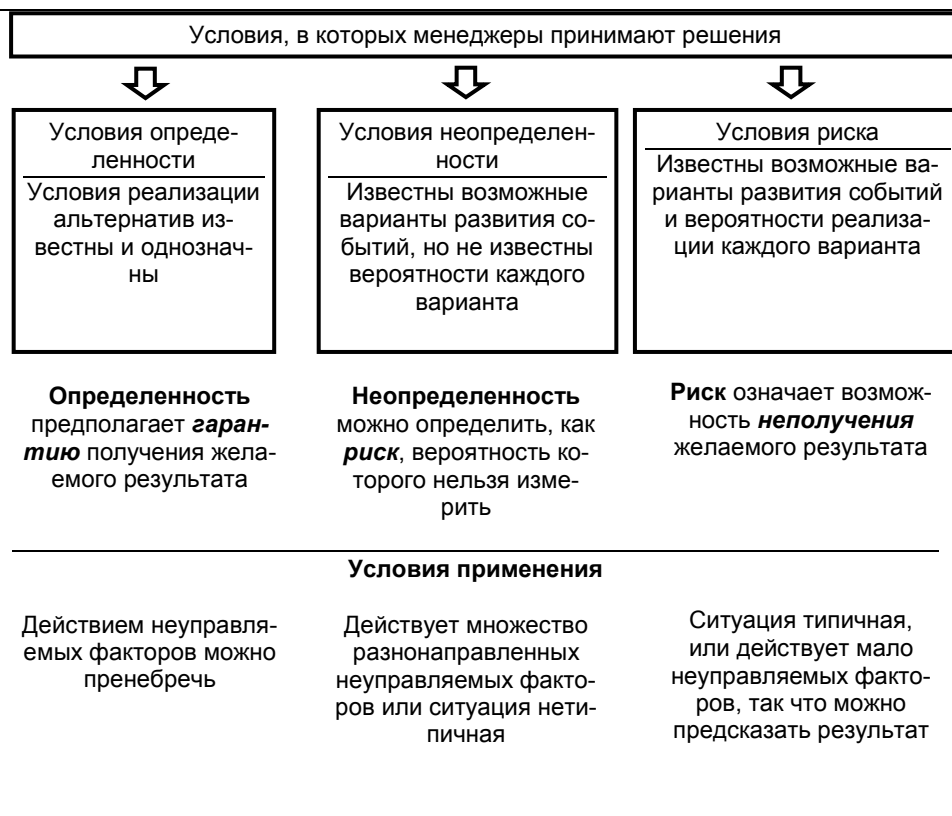 Условия, в которых менеджеры принимают решения
Условия опреде-
ленности
Условия реализации
альтернатив из-
вестны и однознач-
ны
Условия неопределен-
ности
Известны возможные
варианты развития со-
бытий, но не известны
вероятности каждого
варианта
Условия риска
Известны возможные ва-
рианты развития событий
и вероятности реализа-
ции каждого варианта
Определенность
предполагает гаран-
тию получения жела-
емого результата
Неопределенность
можно определить, как
риск, вероятность ко-
торого нельзя изме-
рить
Риск означает возмож-
ность неполучения
желаемого результата
Условия применения
Действием неуправля-
емых факторов можно
пренебречь
Действует множество
разнонаправленных
неуправляемых факто-
ров или ситуация нети-
пичная
Ситуация типичная,
или действует мало
неуправляемых факто-
ров, так что можно
предсказать результат